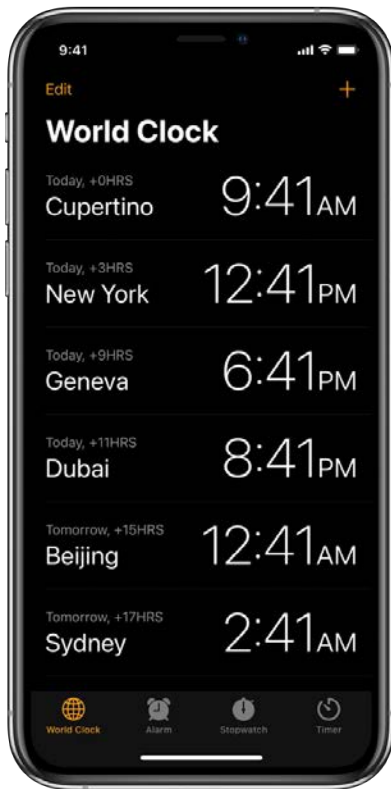 9:41
Edit +
World Clock
Today, +0HRS
Cupertino 9:41AM
Today, +3HRS
New York 12:41PM
Today, +9HRS
Geneva 6:41PM
Today, +11HRS
Dubai 8:41PM
Tomorrow, +15HRS
Beijing 12:41AM
Tomorrow, +17HRS
Sydney 2:41AM
World Clock Alarm Stopwatch Timer